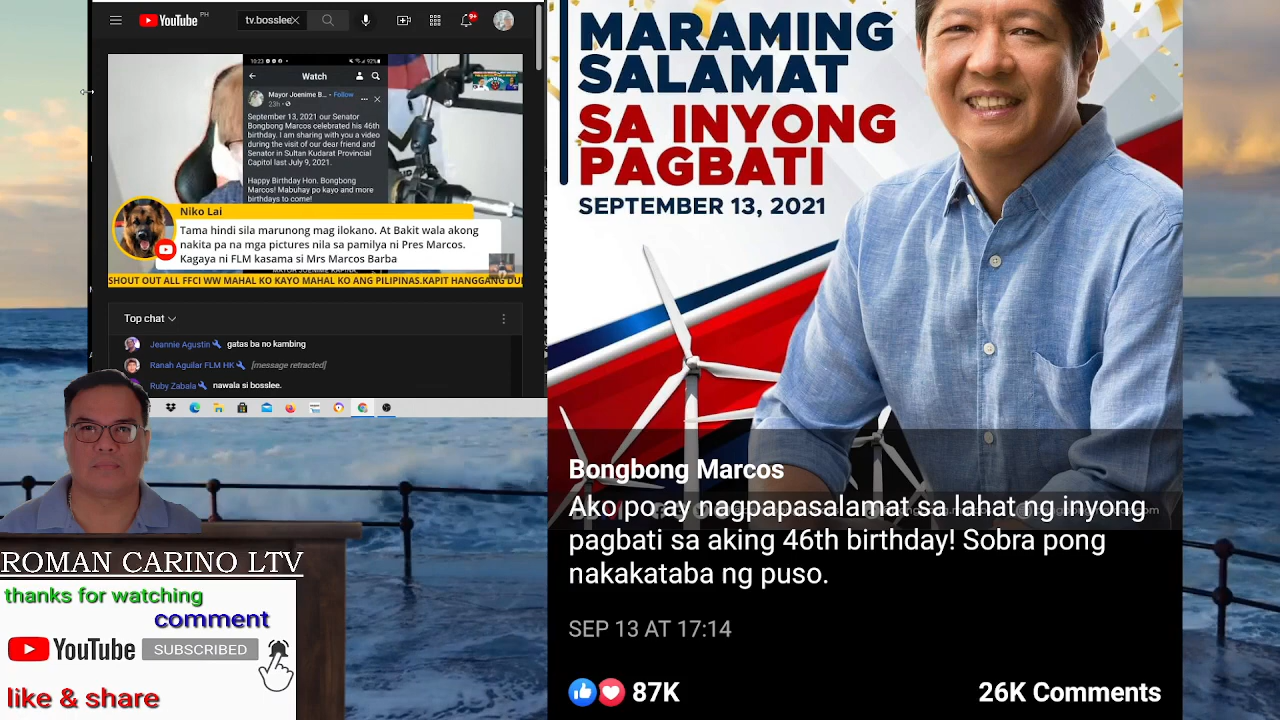 YouTube PH
tv.bosslee
9+
10:23
92%
Watch
Mayor Joenime B... • Follow
23h •
September 13, 2021 our Senator
Bongbong Marcos celebrated his 46th
birthday. I am sharing with you a video
during the visit of our dear friend and
Senator in Sultan Kudarat Provincial
Capitol last July 9, 2021.
Happy Birthday Hon. Bongbong
Marcos! Mabuhay po kayo and more
birthdays to come!
Niko Lai
Tama hindi sila marunong mag ilokano. At Bakit wala akong
nakita pa na mga pictures nila sa pamilya ni Pres Marcos.
Kagaya ni FLM kasama si Mrs Marcos Barba
MAYOR JOENIME KAPINA
SHOUT OUT ALL FFCI WW MAHAL KO KAYO MAHAL KO ANG PILIPINAS.KAPIT HANGGANG DU
Top chat
Jeannie Agustin gatas ba no kambing
Ranah Aguilar FLM HK [message retracted]
Ruby Zabala nawala si bosslee.
ROMAN CARINO LTV
thanks for watching
comment
YouTube SUBSCRIBED
like & share
MARAMING
SALAMAT
SA INYONG
PAGBATI
SEPTEMBER 13, 2021
Bongbong Marcos
Ako po ay nagpapasalamat sa lahat ng inyong
pagbati sa aking 46th birthday! Sobra pong
nakakataba ng puso.
SEP 13 AT 17:14
87K
26K Comments